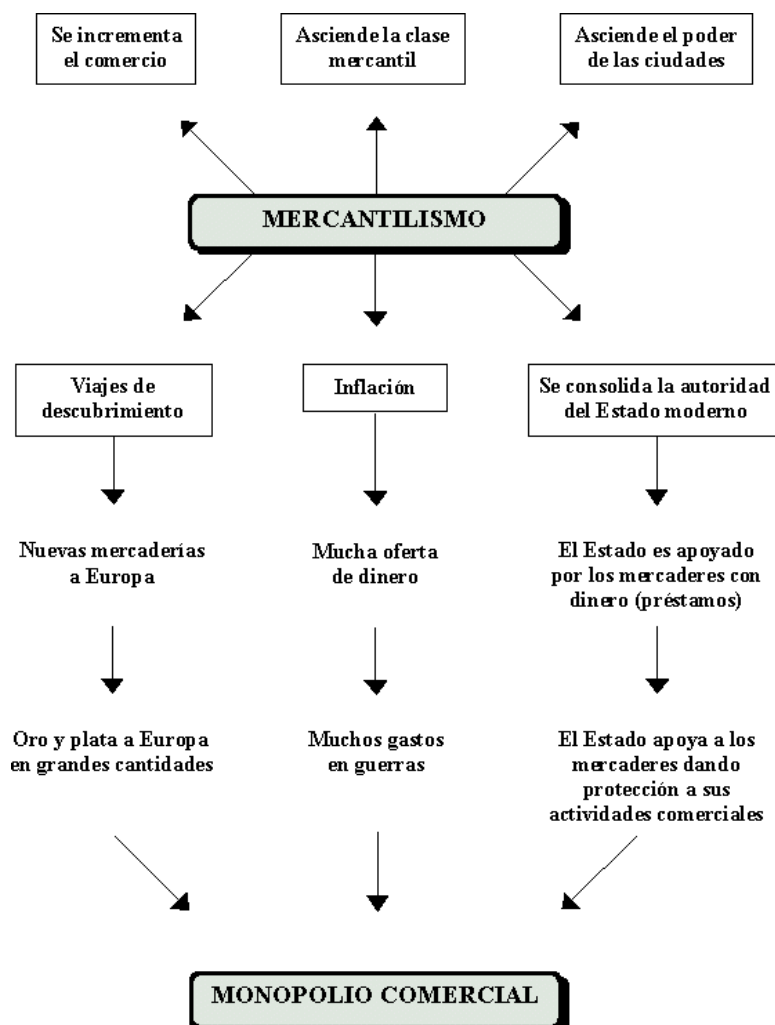 Se incrementa
el comercio
Asciende la clase
mercantil
Asciende el poder
de las ciudades
MERCANTILISMO
Viajes de
descubrimiento
Inflación
Se consolida la autoridad
del Estado moderno
Nuevas mercaderías
a Europa
Mucha oferta
de dinero
El Estado es apoyado
por los mercaderes con
dinero (préstamos)
Oro y plata a Europa
en grandes cantidades
Muchos gastos
en guerras
El Estado apoya a los
mercaderes dando
protección a sus
actividades comerciales
MONOPOLIO COMERCIAL